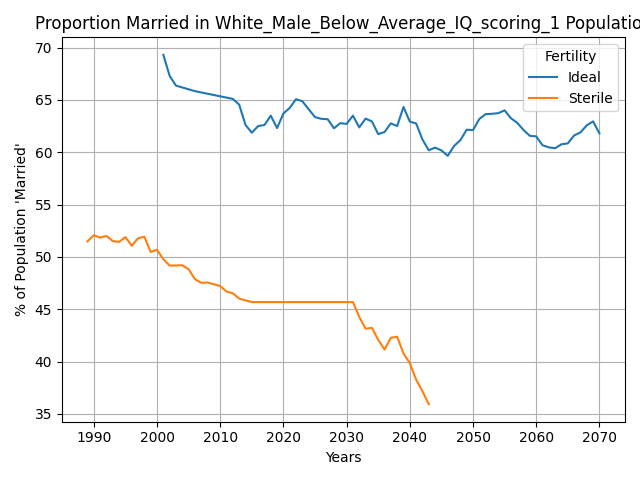 Proportion Married in White_Male_Below_Average_IQ_scoring_1 Populatio
Fertility
Ideal
Sterile
% of Population 'Married'
70
65
60
55
50
45
40
35
1990 2000 2010 2020 2030 2040 2050 2060 2070
Years